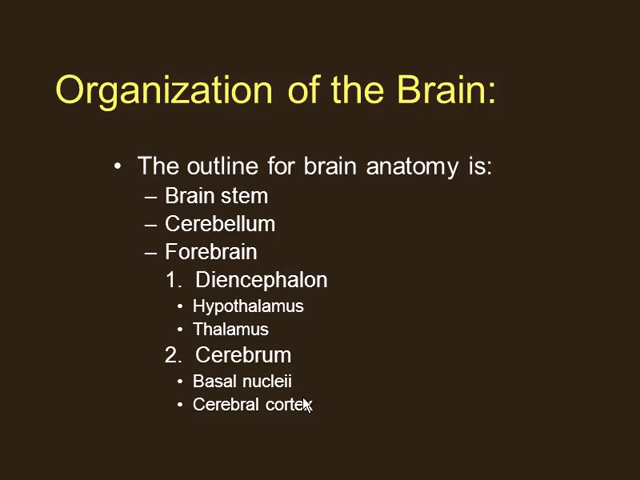 Organization of the Brain:
• The outline for brain anatomy is:
– Brain stem
– Cerebellum
– Forebrain
1. Diencephalon
• Hypothalamus
• Thalamus
2. Cerebrum
• Basal nucleii
• Cerebral cortex